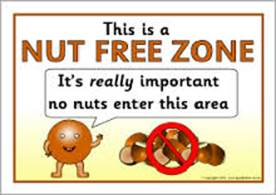 This is a
NUT FREE ZONE
It's really important
no nuts enter this area